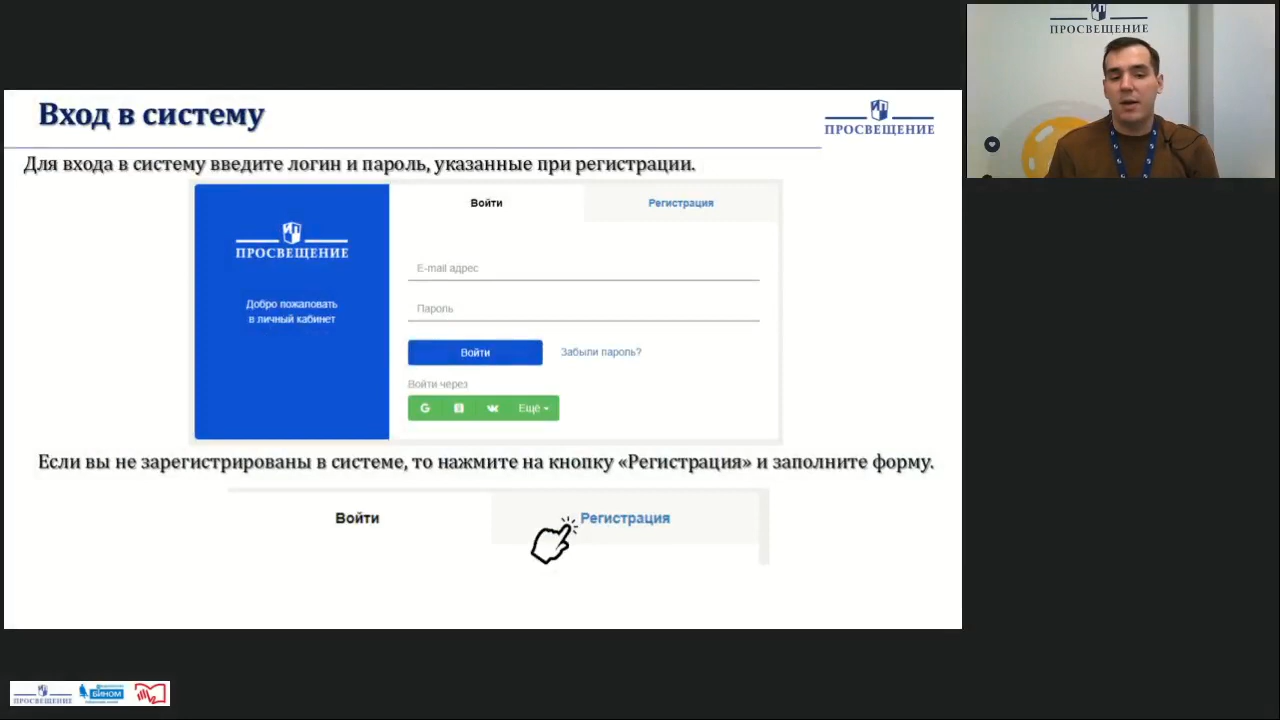 ПРОСВЕЩЕНИЕ
Вход в систему
ПРОСВЕЩЕНИЕ
Для входа в систему введите логин и пароль, указанные при регистрации.
Войти
Регистрация
ПРОСВЕЩЕНИЕ
Добро пожаловать
в личный кабинет
E-mail адрес
Пароль
Войти
Забыли пароль?
Войти через
Ещё
Если вы не зарегистрированы в системе, то нажмите на кнопку «Регистрация» и заполните форму.
Войти
Регистрация
ПРОСВЕЩЕНИЕ
БИНОМ